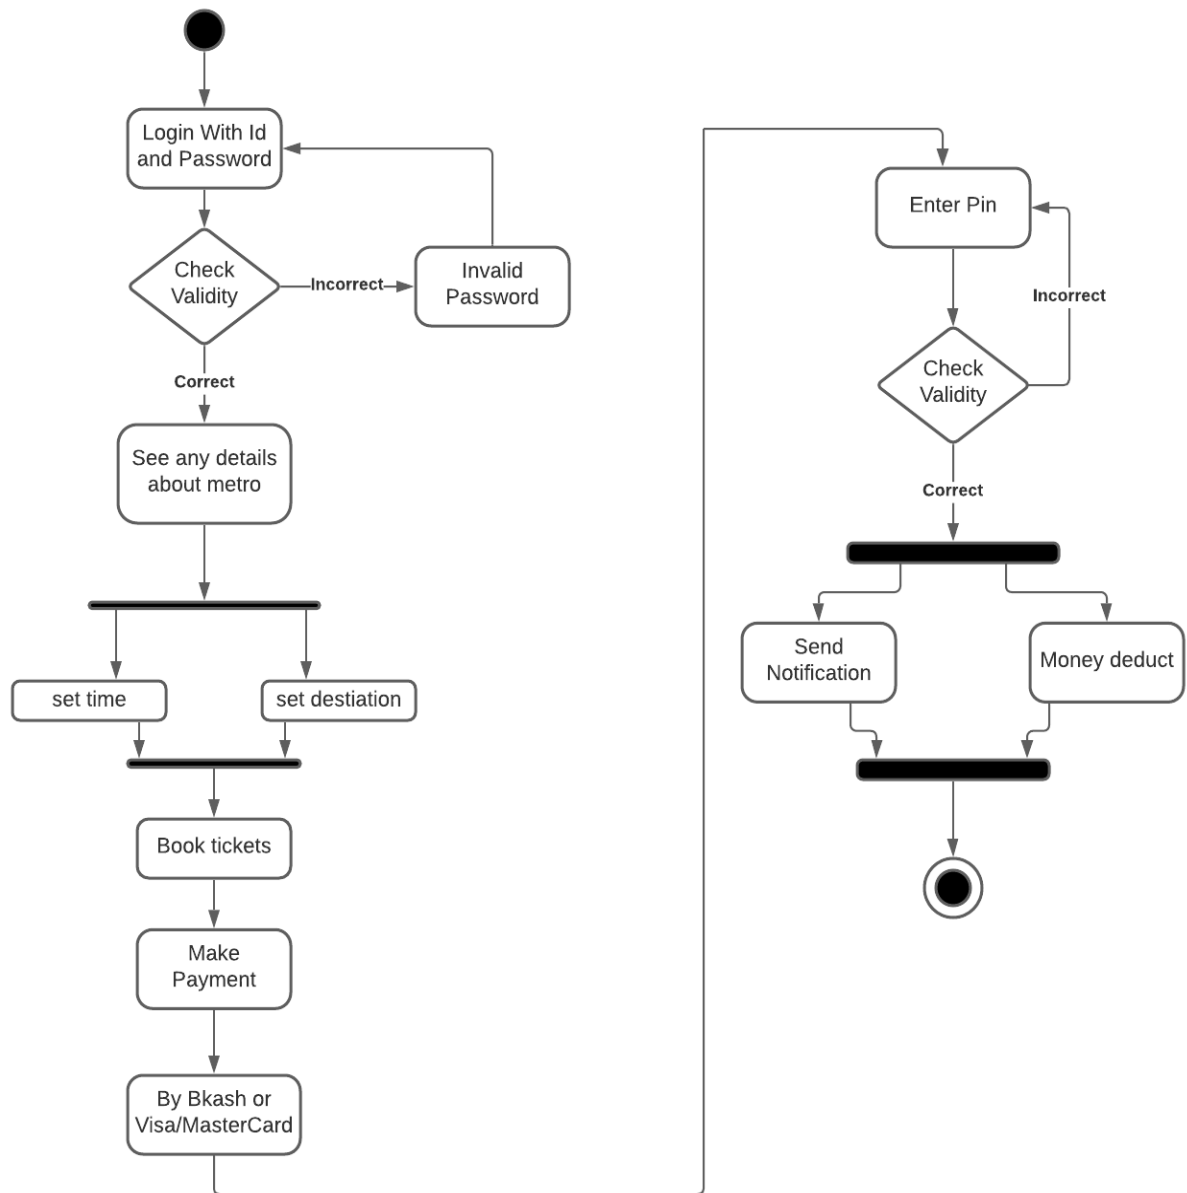 Login With Id
and Password
Check
Validity
Incorrect
Invalid
Password
Correct
See any details
about metro
set time
set destiation
Book tickets
Make
Payment
By Bkash or
Visa/MasterCard
Enter Pin
Incorrect
Check
Validity
Correct
Send
Notification
Money deduct